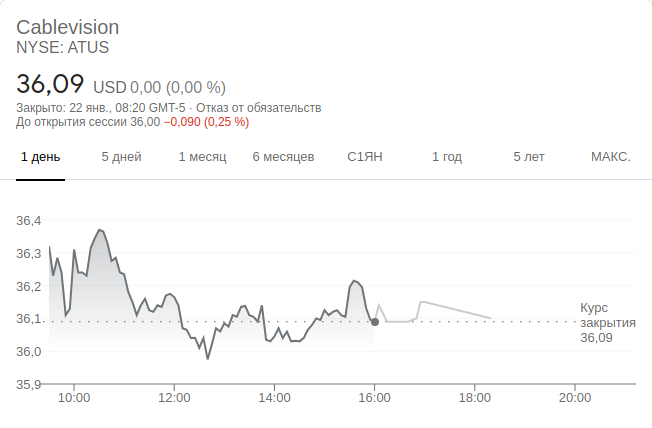 Cablevision
NYSE: ATUS
36,09 USD 0,00 (0,00 %)
Закрыто: 22 янв., 08:20 GMT-5 · Отказ от обязательств
До открытия сессии 36,00 −0,090 (0,25 %)
1 день 5 дней 1 месяц 6 месяцев С1ЯН 1 год 5 лет МАКС.
36,4
36,3
36,2
36,1
36,0
35,9
Курс
закрытия
36,09
10:00 12:00 14:00 16:00 18:00 20:00